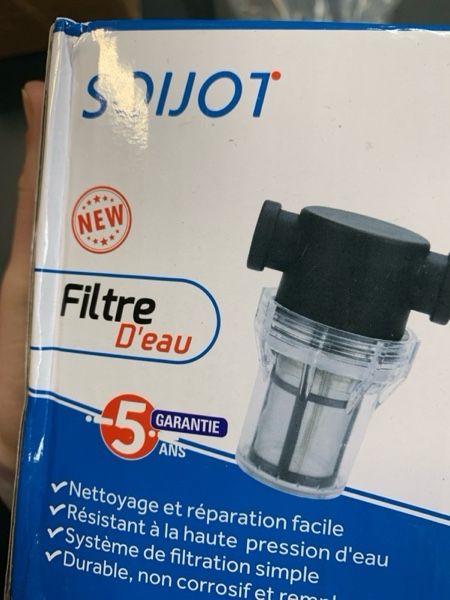 SOIJOT
NEW
Filtre
D'eau
5 GARANTIE
ANS
Nettoyage et réparation facile
Résistant à la haute pression d'eau
Système de filtration simple
Durable, non corrosif et